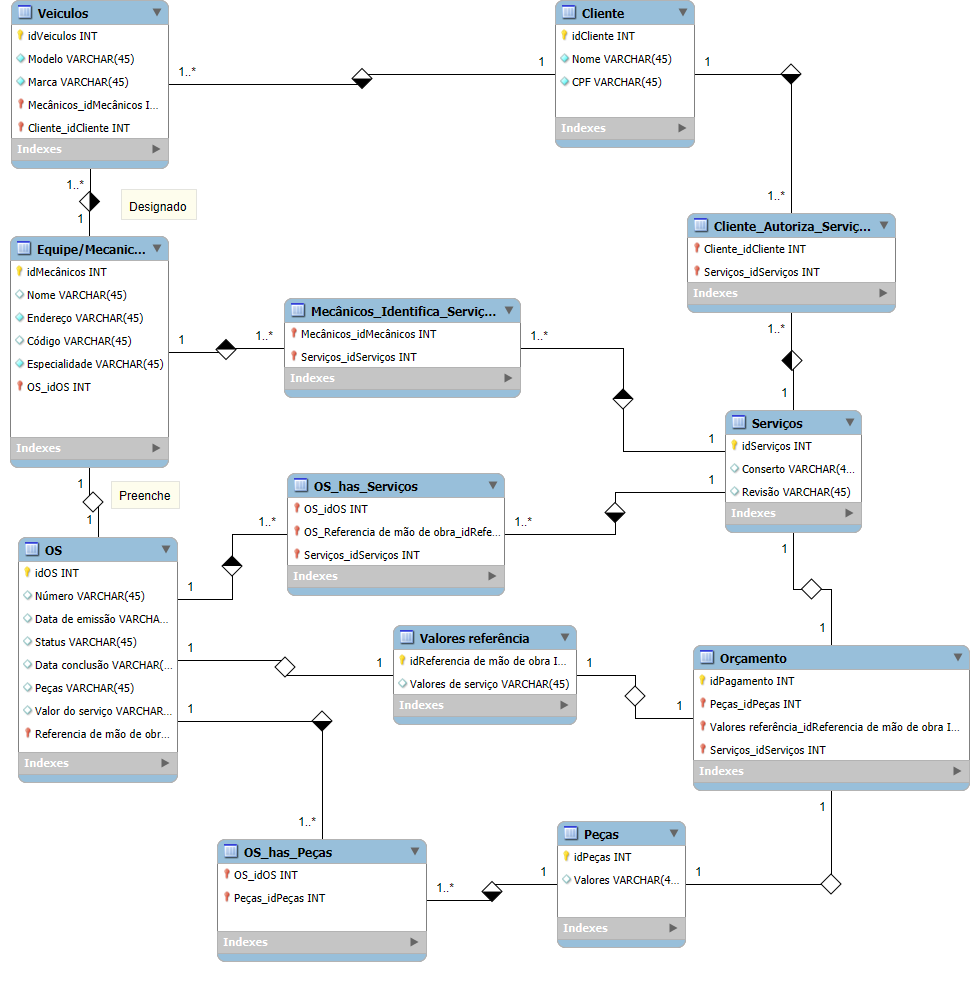 Veiculos
idVeiculos INT
Modelo VARCHAR(45)
Marca VARCHAR(45)
Mecânicos_idMecânicos I...
Cliente_idCliente INT
Indexes
1..*
1
Cliente
idCliente INT
Nome VARCHAR(45)
CPF VARCHAR(45)
Indexes
1
1..*
1..*
1
Designado
Cliente_Autoriza_Serviç...
Cliente_idCliente INT
Serviços_idServiços INT
Indexes
1..*
1
Equipe/Mecanic...
idMecânicos INT
Nome VARCHAR(45)
Endereço VARCHAR(45)
Código VARCHAR(45)
Especialidade VARCHAR(45)
OS_idOS INT
Indexes
1
1..*
Mecânicos_Identifica_Serviç...
Mecânicos_idMecânicos INT
Serviços_idServiços INT
Indexes
1..*
1
Serviços
idServiços INT
Conserto VARCHAR(4...
Revisão VARCHAR(45)
Indexes
1
1
Preenche
1
OS_has_Serviços
OS_idOS INT
OS_Referencia de mão de obra_idRefe...
Serviços_idServiços INT
Indexes
1..*
1..*
1
1
1
OS
idOS INT
Número VARCHAR(45)
Data de emissão VARCHA...
Status VARCHAR(45)
Data conclusão VARCHAR(...
Peças VARCHAR(45)
Valor do serviço VARCHAR...
Referencia de mão de obr...
Indexes
1
1
1
Valores referência
idReferencia de mão de obra I...
Valores de serviço VARCHAR(45)
Indexes
1
1
Orçamento
idPagamento INT
Peças_idPeças INT
Valores referência_idReferencia de mão de obra I...
Serviços_idServiços INT
Indexes
1
1..*
OS_has_Peças
OS_idOS INT
Peças_idPeças INT
Indexes
1..*
1
Peças
idPeças INT
Valores VARCHAR(4...
Indexes
1